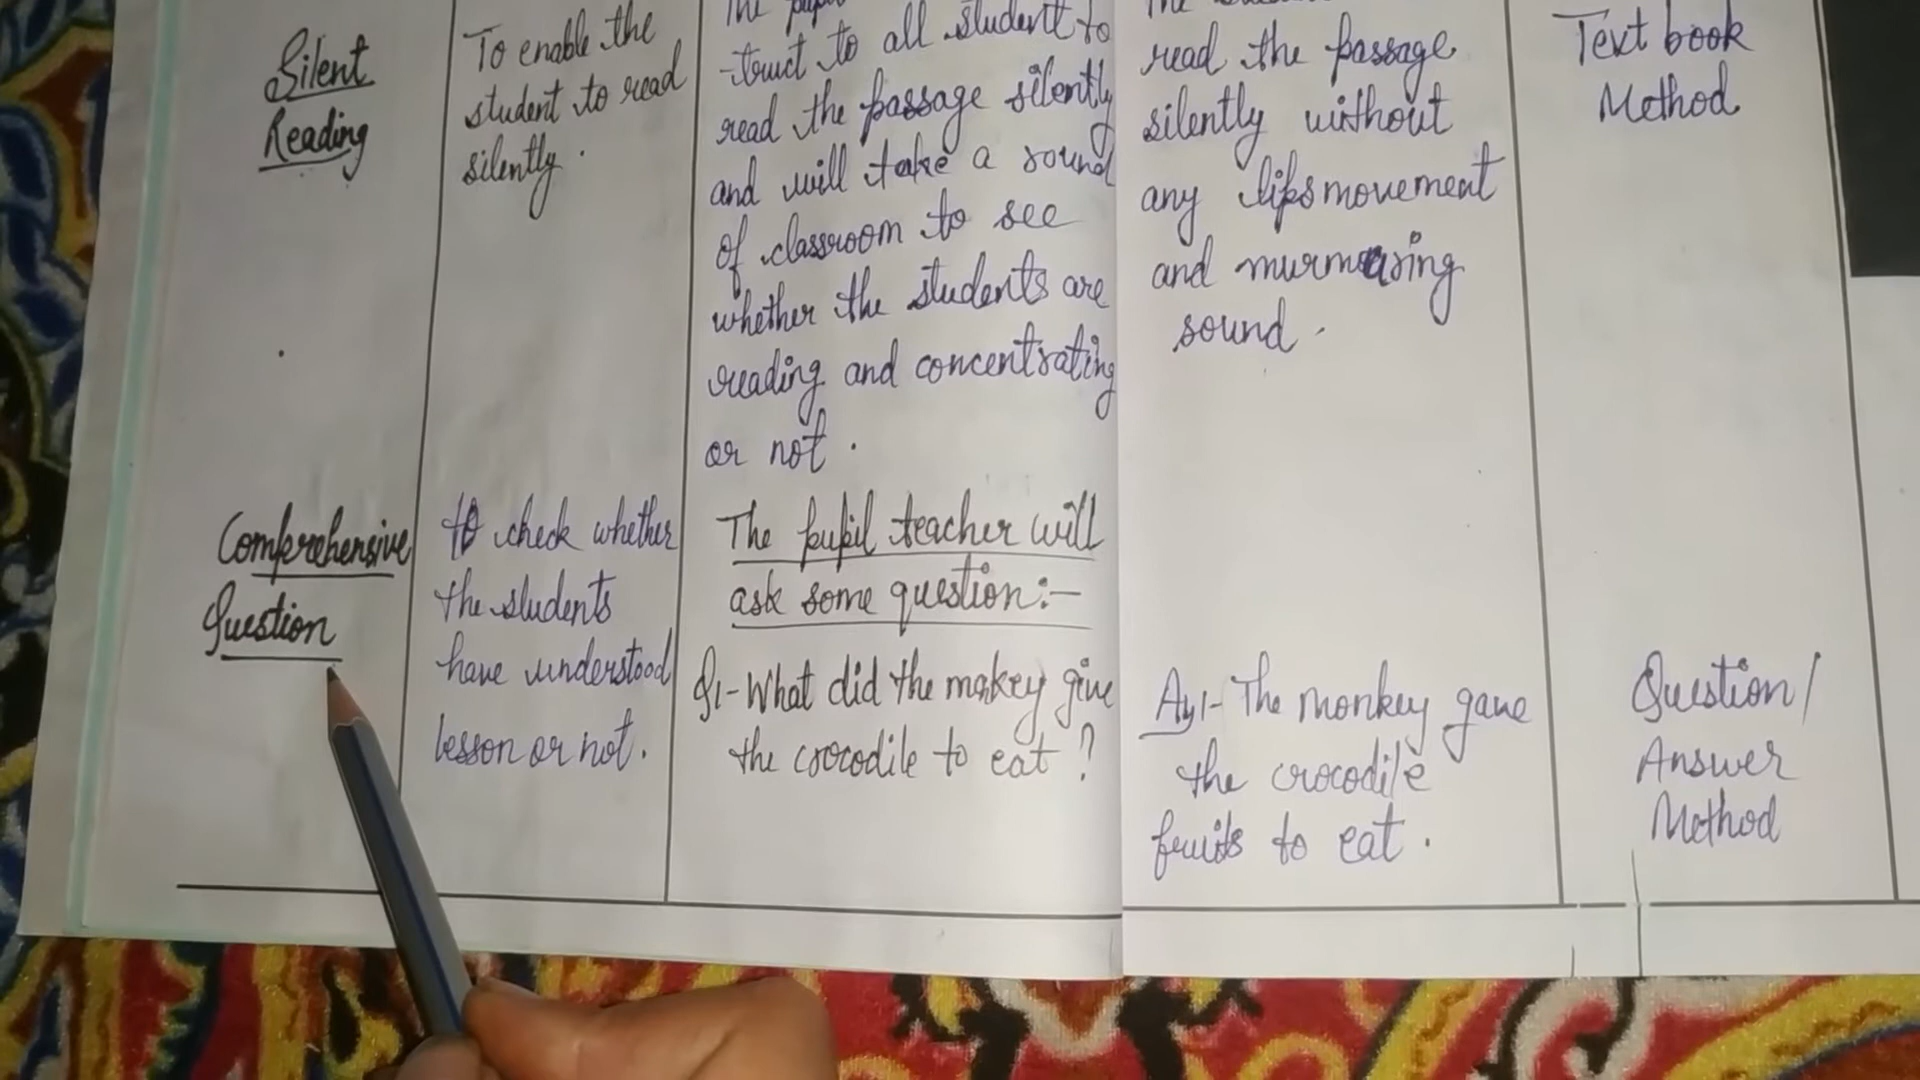 Silent
Reading
To enable the
student to read
silently.
The pupil
-truct to all student to
read the passage silently
and will take a round
of classroom to see
whether the students are
reading and concentrating
or not.
read the passage
silently without
any lips movement
and murmuring
sound.
Text book
Method
Comprehensive
Question
to check whether
the students
have understood
lesson or not.
The pupil teacher will
ask some question:-
Q1-What did the monkey give
the crocodile to eat?
Ay1-The monkey gave
the crocodile
fruits to eat.
Question/
Answer
Method